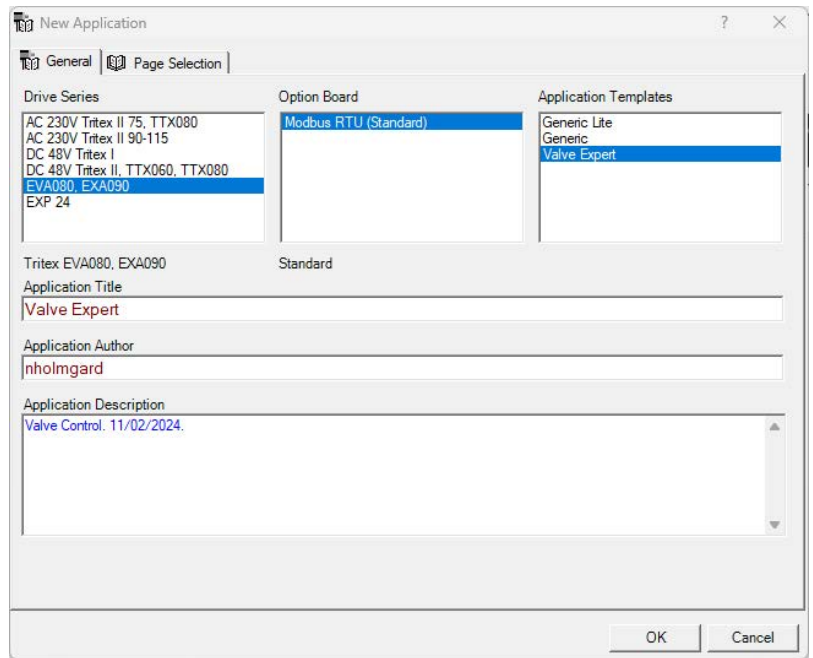 New Application
General
Page Selection
Drive Series
Option Board
Application Templates
AC 230V Tritex II 75, TTX080
AC 230V Tritex II 90-115
DC 48V Tritex I
DC 48V Tritex II, TTX060, TTX080
EVA080, EXA090
EXP 24
Modbus RTU (Standard)
Generic Lite
Generic
Valve Expert
Tritex EVA080, EXA090
Standard
Application Title
Valve Expert
Application Author
nholmgard
Application Description
Valve Control. 11/02/2024.
OK
Cancel